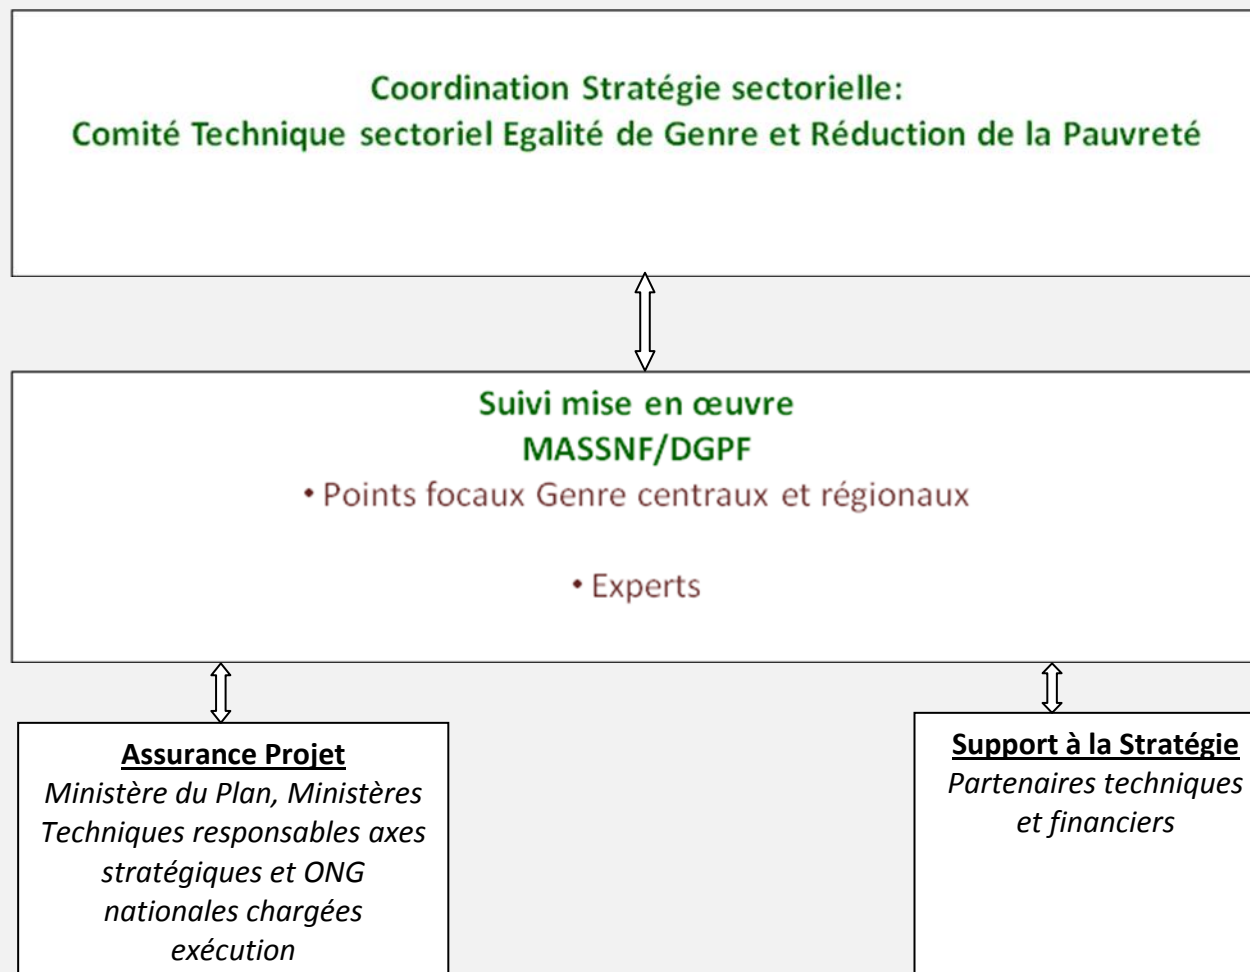 Coordination Stratégie sectorielle:
Comité Technique sectoriel Egalité de Genre et Réduction de la Pauvreté
Suivi mise en œuvre
MASSNF/DGPF
• Points focaux Genre centraux et régionaux
• Experts
Assurance Projet
Ministère du Plan, Ministères
Techniques responsables axes
stratégiques et ONG
nationales chargées
exécution
Support à la Stratégie
Partenaires techniques
et financiers